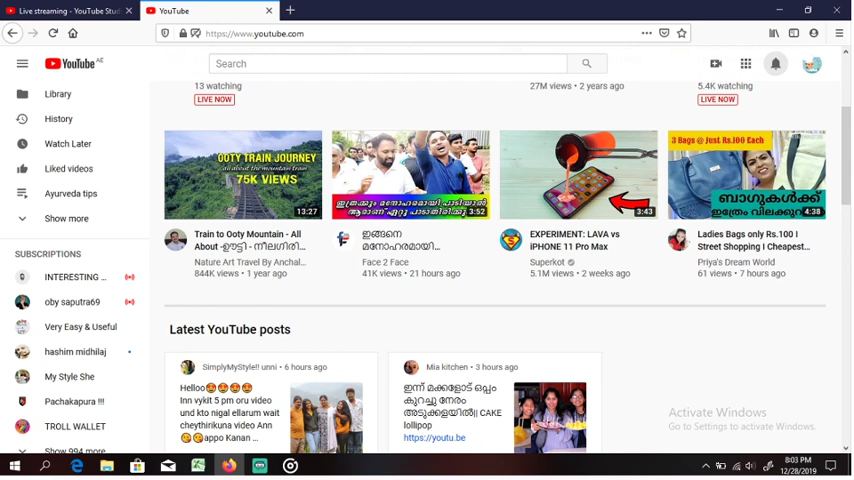 Live streaming - YouTube Studi
YouTube
https://www.youtube.com
YouTube AE
Search
Library
History
Watch Later
Liked videos
Ayurveda tips
Show more
SUBSCRIPTIONS
INTERESTING ...
oby saputra69
Very Easy & Useful
hashim midhilaj
My Style She
Pachakapura !!!
TROLL WALLET
Show 994 more
13 watching
LIVE NOW
27M views • 2 years ago
5.4K watching
LIVE NOW
OOTY TRAIN JOURNEY
all about the mountain train
75K VIEWS
13:27
Train to Ooty Mountain - All
About -ഊട്ടി - നീലഗിരി...
Nature Art Travel By Anchal...
844K views • 1 year ago
ഇത്രക്കും മനോഹരമായി പാടിയാൽ
ആരാണ് ഏറ്റു പാടാതിരിക്കു
3:52
ഇങ്ങനെ
മനോഹരമായി...
Face 2 Face
41K views • 21 hours ago
3:43
EXPERIMENT: LAVA vs
iPHONE 11 Pro Max
Superkot
5.1M views • 2 weeks ago
3 Bags @ Just Rs.100 Each
ബാഗുകൾക്ക്
ഇത്രേം വിലക്കുറ
4:38
Ladies Bags only Rs.100 I
Street Shopping I Cheapest...
Priya's Dream World
61 views • 7 hours ago
Latest YouTube posts
SimplyMyStyle!! unni • 6 hours ago
Helloo😍😍😍😍
Inn vykit 5 pm oru video
und kto nigal ellarum wait
cheythirikuna video Ann
😘😘appo Kanan ...
Mia kitchen • 3 hours ago
ഇന്ന് മക്കളോട് ഒപ്പം
കുറച്ചു നേരം
അടുക്കളയിൽ|| CAKE
lollipop
https://youtu.be
Activate Windows
Go to Settings to activate Windows.
8:03 PM
12/28/2019